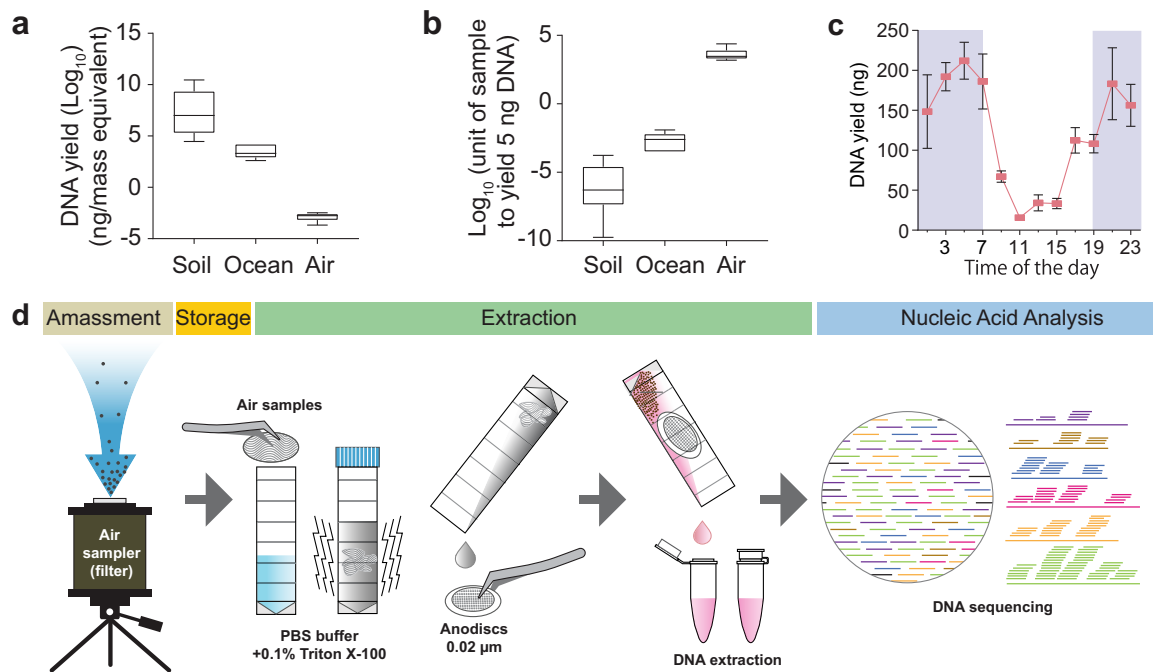 a
DNA yield (Log10)
(ng/mass equivalent)
15
10
5
0
-5
Soil Ocean Air
b
Log10 (unit of sample
to yield 5 ng DNA)
5
0
-5
-10
Soil Ocean Air
c
DNA yield (ng)
250
200
150
100
50
0
3 7 11 15 19 23
Time of the day
d
Amassment Storage Extraction Nucleic Acid Analysis
Air samples
Air
sampler
(filter)
PBS buffer
+0.1% Triton X-100
Anodiscs
0.02 µm
DNA extraction
DNA sequencing